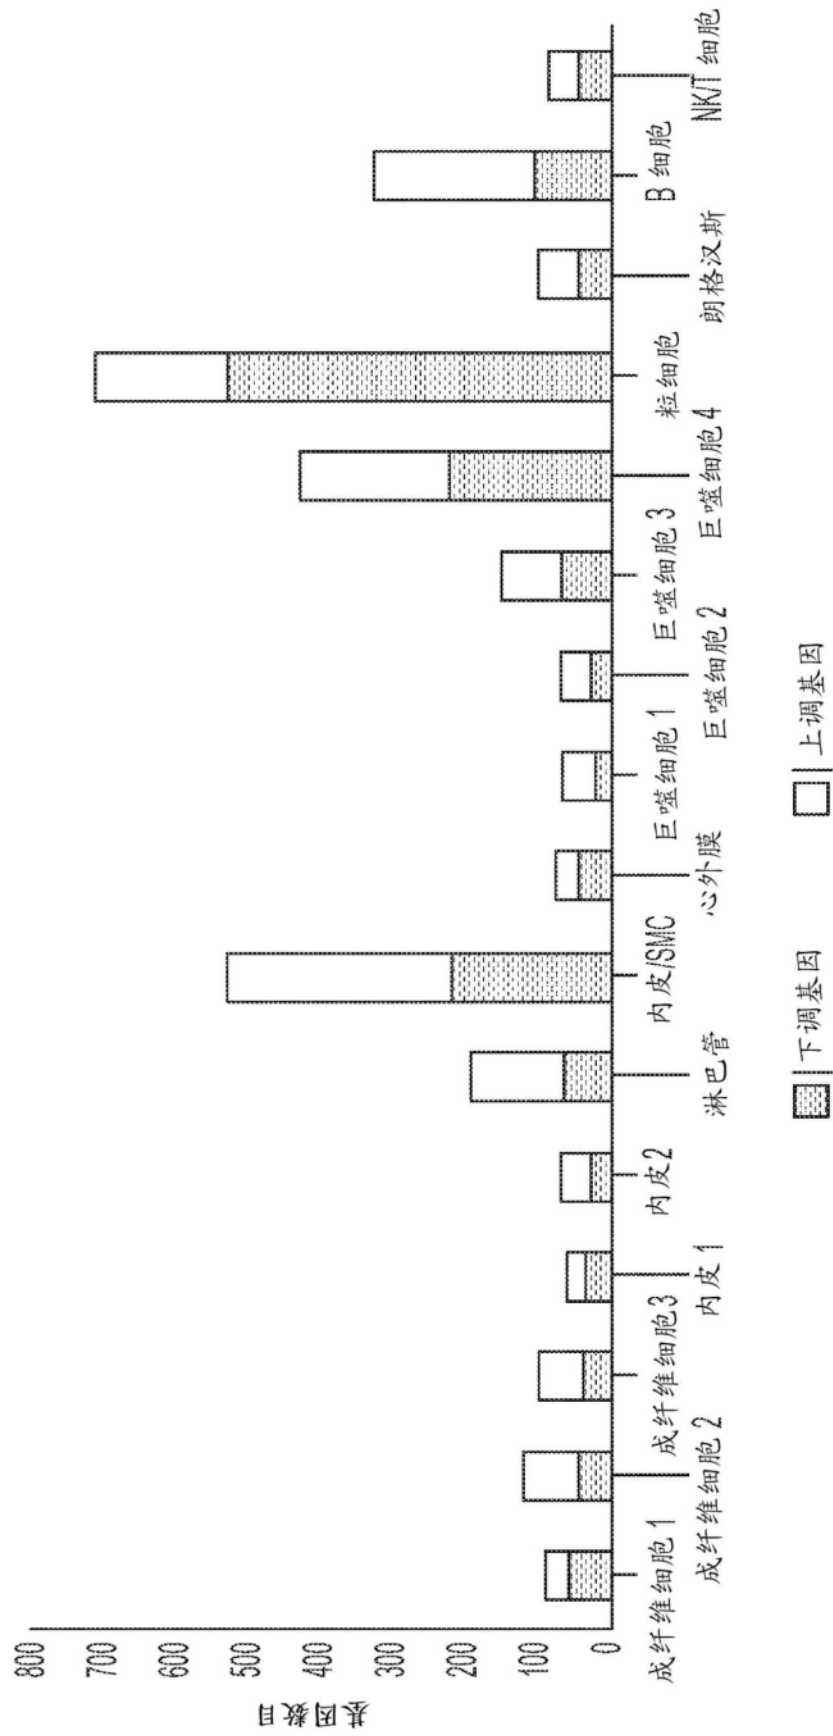 基因数目
800
700
600
500
400
300
200
100
0
成纤维细胞1
成纤维细胞2
成纤维细胞3
内皮1
内皮2
淋巴管
内皮/SMC
心外膜
巨噬细胞1
巨噬细胞2
巨噬细胞3
巨噬细胞4
粒细胞
朗格汉斯
B 细胞
NK/T 细胞
下调基因
上调基因